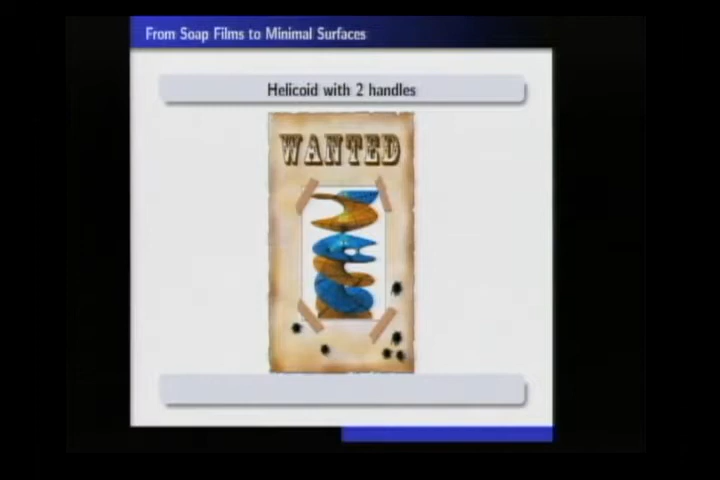 From Soap Films to Minimal Surfaces
Helicoid with 2 handles
WANTED